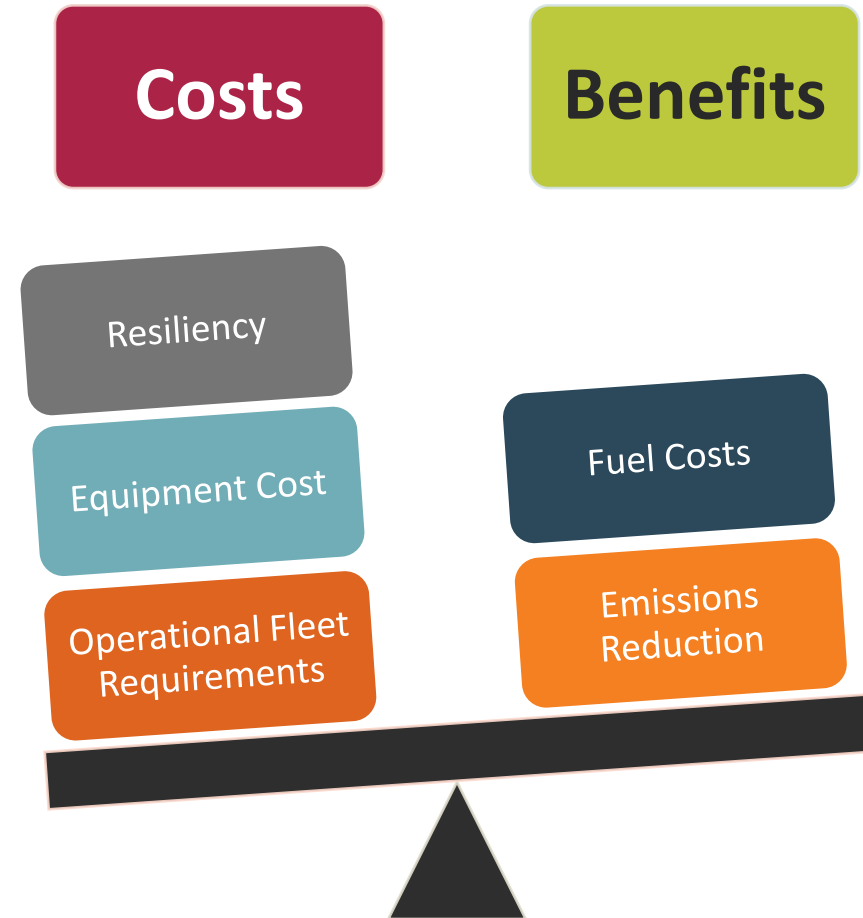 Costs
Benefits
Resiliency
Equipment Cost
Operational Fleet
Requirements
Fuel Costs
Emissions
Reduction